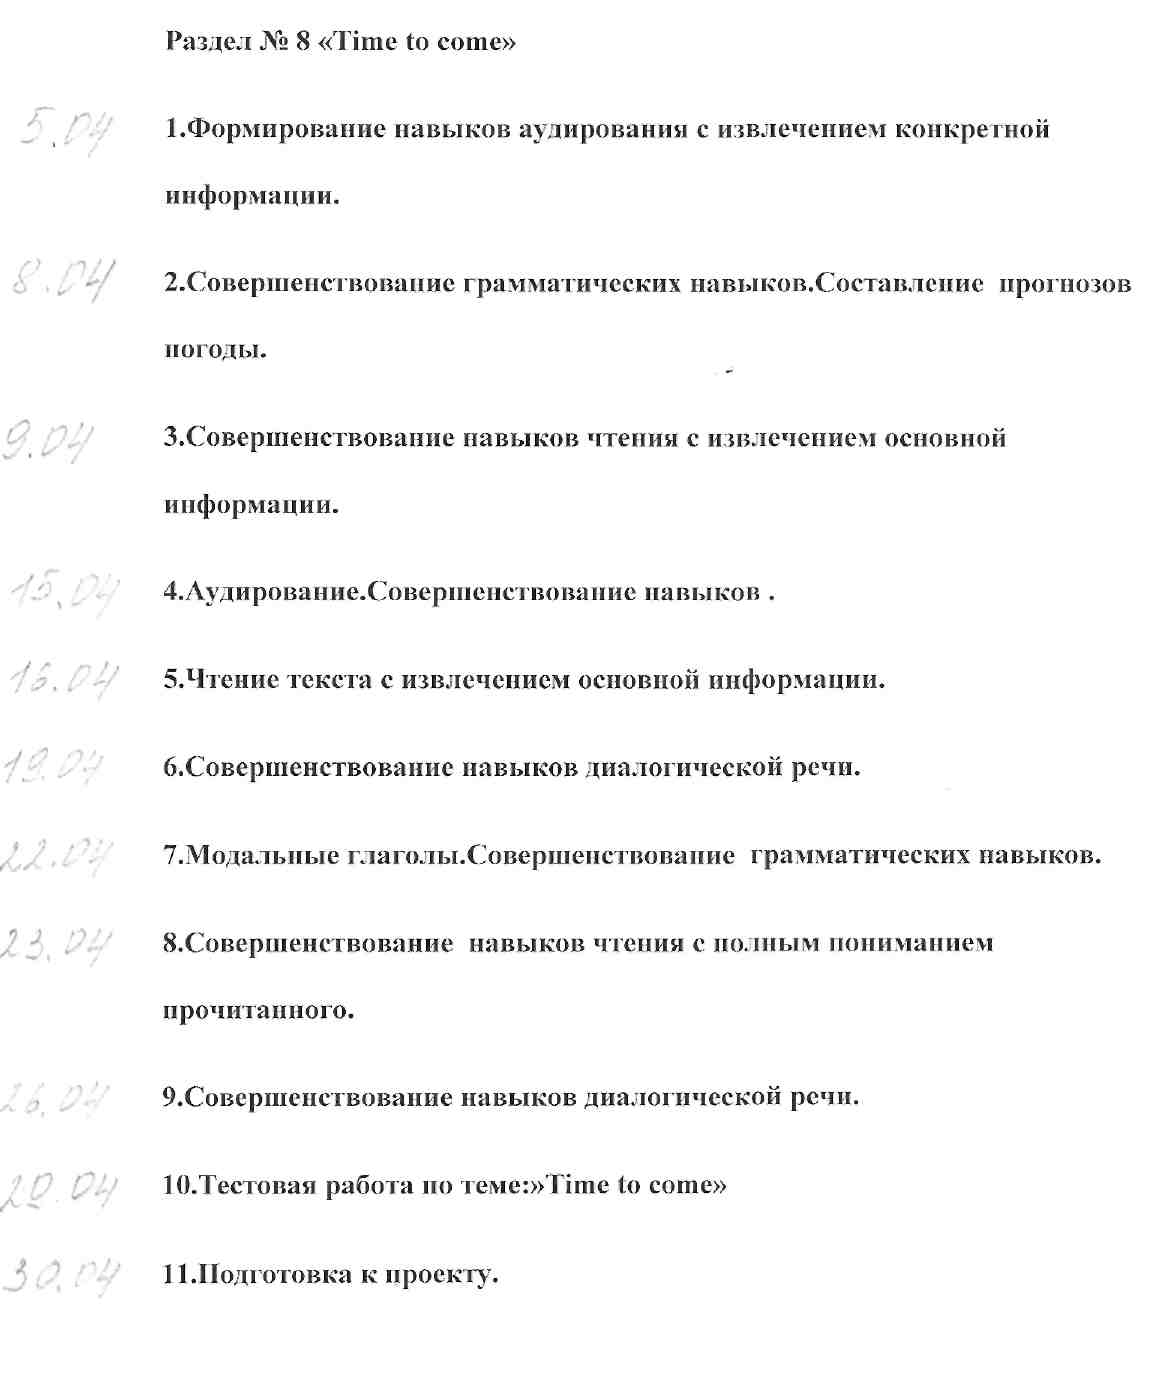 Раздел № 8 «Time to come»
5.04 1.Формирование навыков аудирования с извлечением конкретной
информации.
8.04 2.Совершенствование грамматических навыков.Составление прогнозов
погоды.
9.04 3.Совершенствование навыков чтения с извлечением основной
информации.
15.04 4.Аудирование.Совершенствование навыков .
16.04 5.Чтение текста с извлечением основной информации.
19.04 6.Совершенствование навыков диалогической речи.
22.04 7.Модальные глаголы.Совершенствование грамматических навыков.
23.04 8.Совершенствование навыков чтения с полным пониманием
прочитанного.
26.04 9.Совершенствование навыков диалогической речи.
10.Тестовая работа по теме:»Time to come»
30.04 11.Подготовка к проекту.